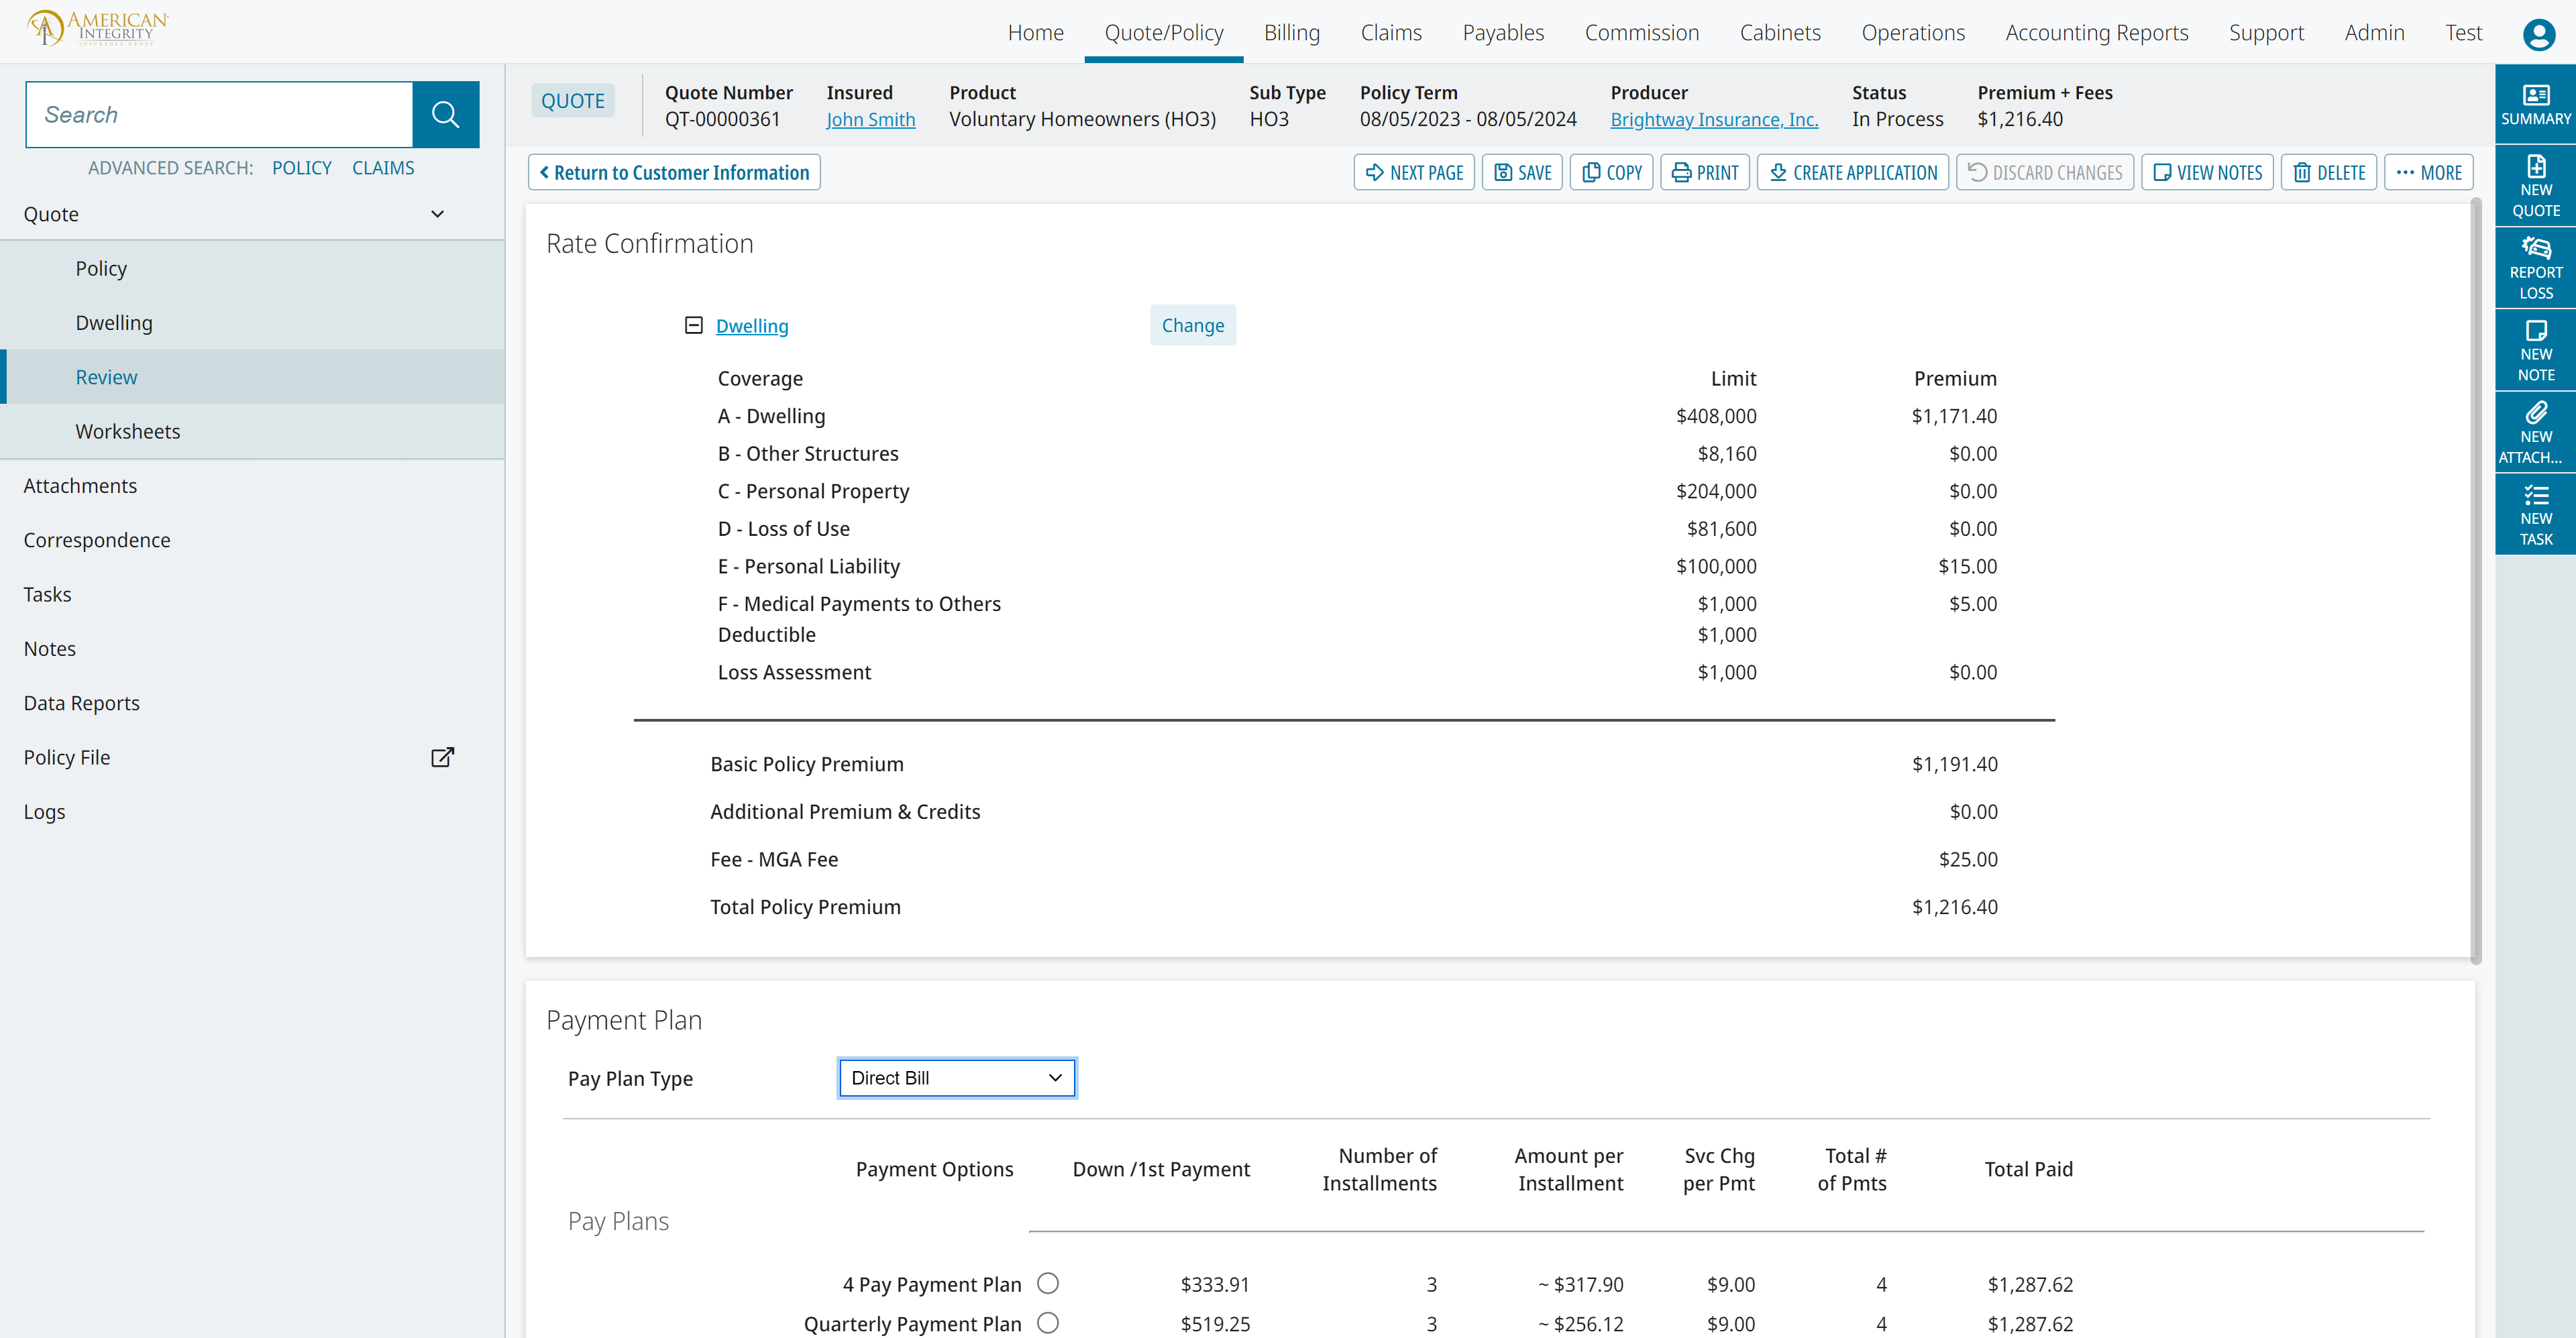 AMERICAN
INTEGRITY
INSURANCE GROUP
Home Quote/Policy Billing Claims Payables Commission Cabinets Operations Accounting Reports Support Admin Test
Search
ADVANCED SEARCH: POLICY CLAIMS
Quote
Policy
Dwelling
Review
Worksheets
Attachments
Correspondence
Tasks
Notes
Data Reports
Policy File
Logs
QUOTE
Quote Number Insured Product Sub Type Policy Term Producer Status Premium + Fees
QT-00000361 John Smith Voluntary Homeowners (HO3) HO3 08/05/2023 - 08/05/2024 Brightway Insurance, Inc. In Process $1,216.40
Return to Customer Information NEXT PAGE SAVE COPY PRINT CREATE APPLICATION DISCARD CHANGES VIEW NOTES DELETE MORE
Rate Confirmation
Dwelling Change
Coverage Limit Premium
A - Dwelling $408,000 $1,171.40
B - Other Structures $8,160 $0.00
C - Personal Property $204,000 $0.00
D - Loss of Use $81,600 $0.00
E - Personal Liability $100,000 $15.00
F - Medical Payments to Others $1,000 $5.00
Deductible $1,000
Loss Assessment $1,000 $0.00
Basic Policy Premium $1,191.40
Additional Premium & Credits $0.00
Fee - MGA Fee $25.00
Total Policy Premium $1,216.40
Payment Plan
Pay Plan Type Direct Bill
Payment Options Down /1st Payment Number of Installments Amount per Installment Svc Chg per Pmt Total # of Pmts Total Paid
Pay Plans
4 Pay Payment Plan $333.91 3 ~ $317.90 $9.00 4 $1,287.62
Quarterly Payment Plan $519.25 3 ~ $256.12 $9.00 4 $1,287.62
SUMMARY
NEW
QUOTE
REPORT
LOSS
NEW
NOTE
NEW
ATTACH...
NEW
TASK